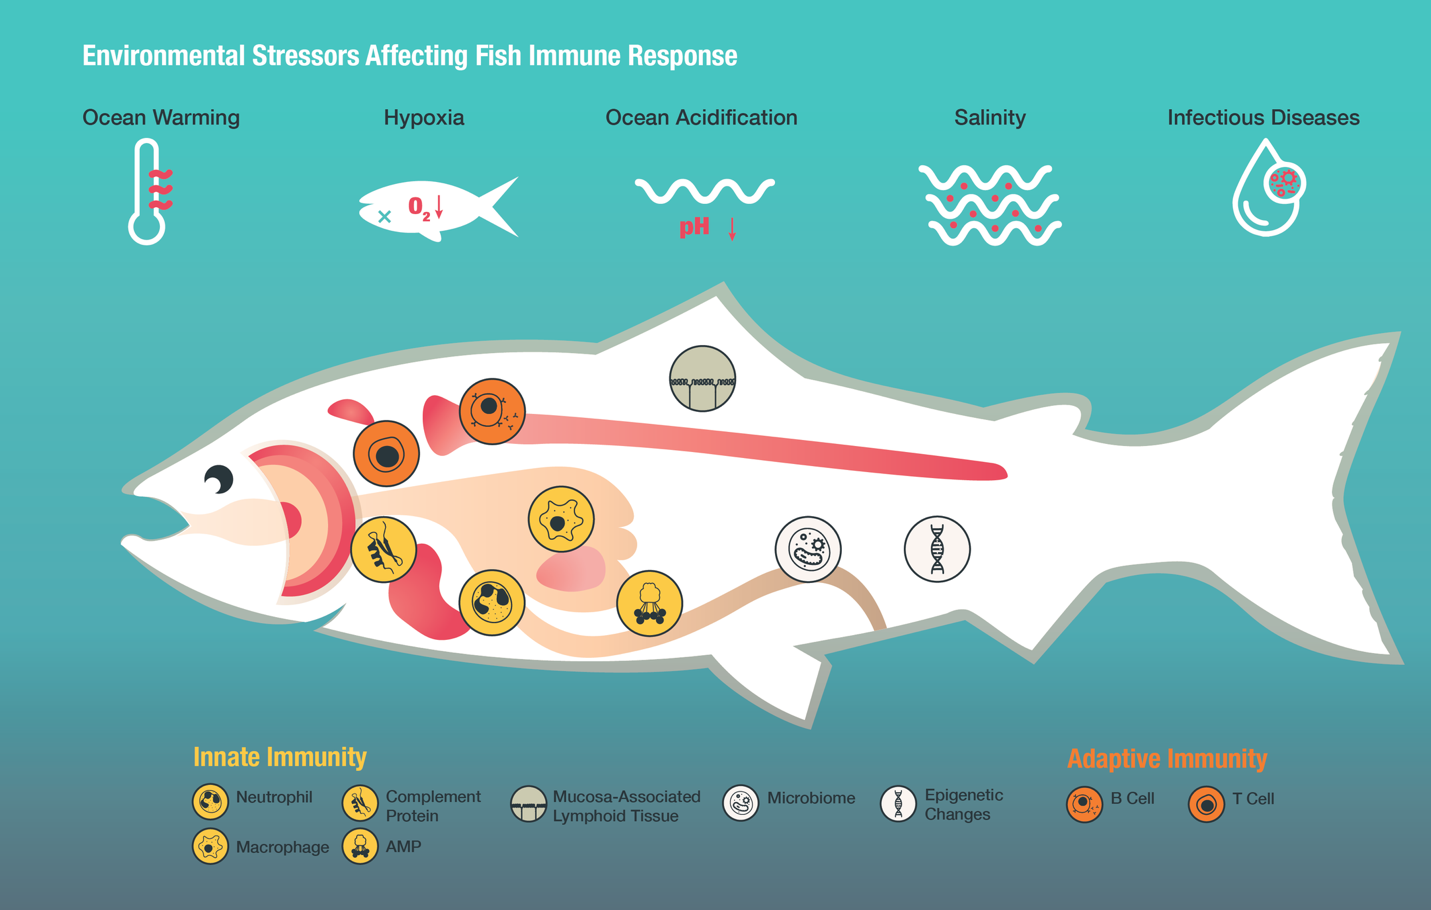 Environmental Stressors Affecting Fish Immune Response
Ocean Warming
Hypoxia
Ocean Acidification
Salinity
Infectious Diseases
O2↓
pH ↓
Innate Immunity
Adaptive Immunity
Neutrophil
Complement
Protein
Mucosa-Associated
Lymphoid Tissue
Microbiome
Epigenetic
Changes
B Cell
T Cell
Macrophage
AMP